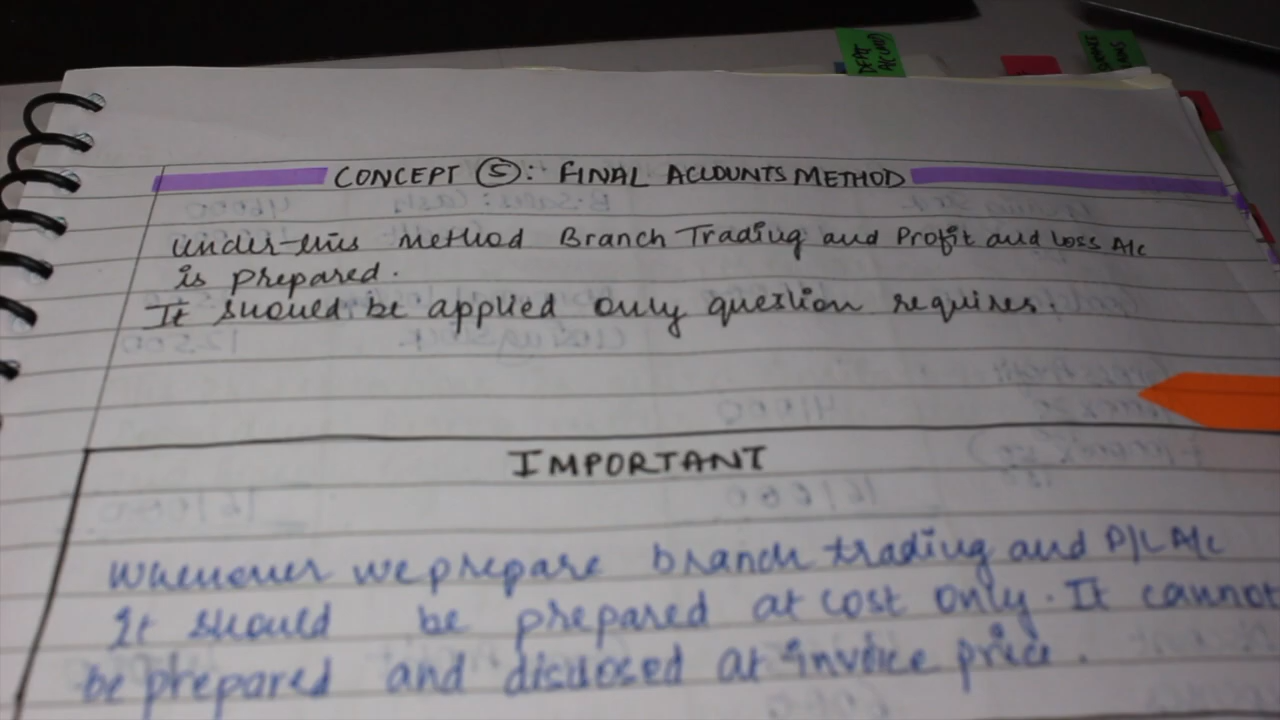 DEPT
A/C
CONCEPT ⑤: FINAL ACCOUNTS METHOD
under this method Branch Trading and Profit and Loss A/c
is prepared.
It should be applied only question requires.
IMPORTANT
Whenever we prepare branch trading and P/L A/c
It should be prepared at cost only. It cannot
be prepared and disclosed at invoice price.